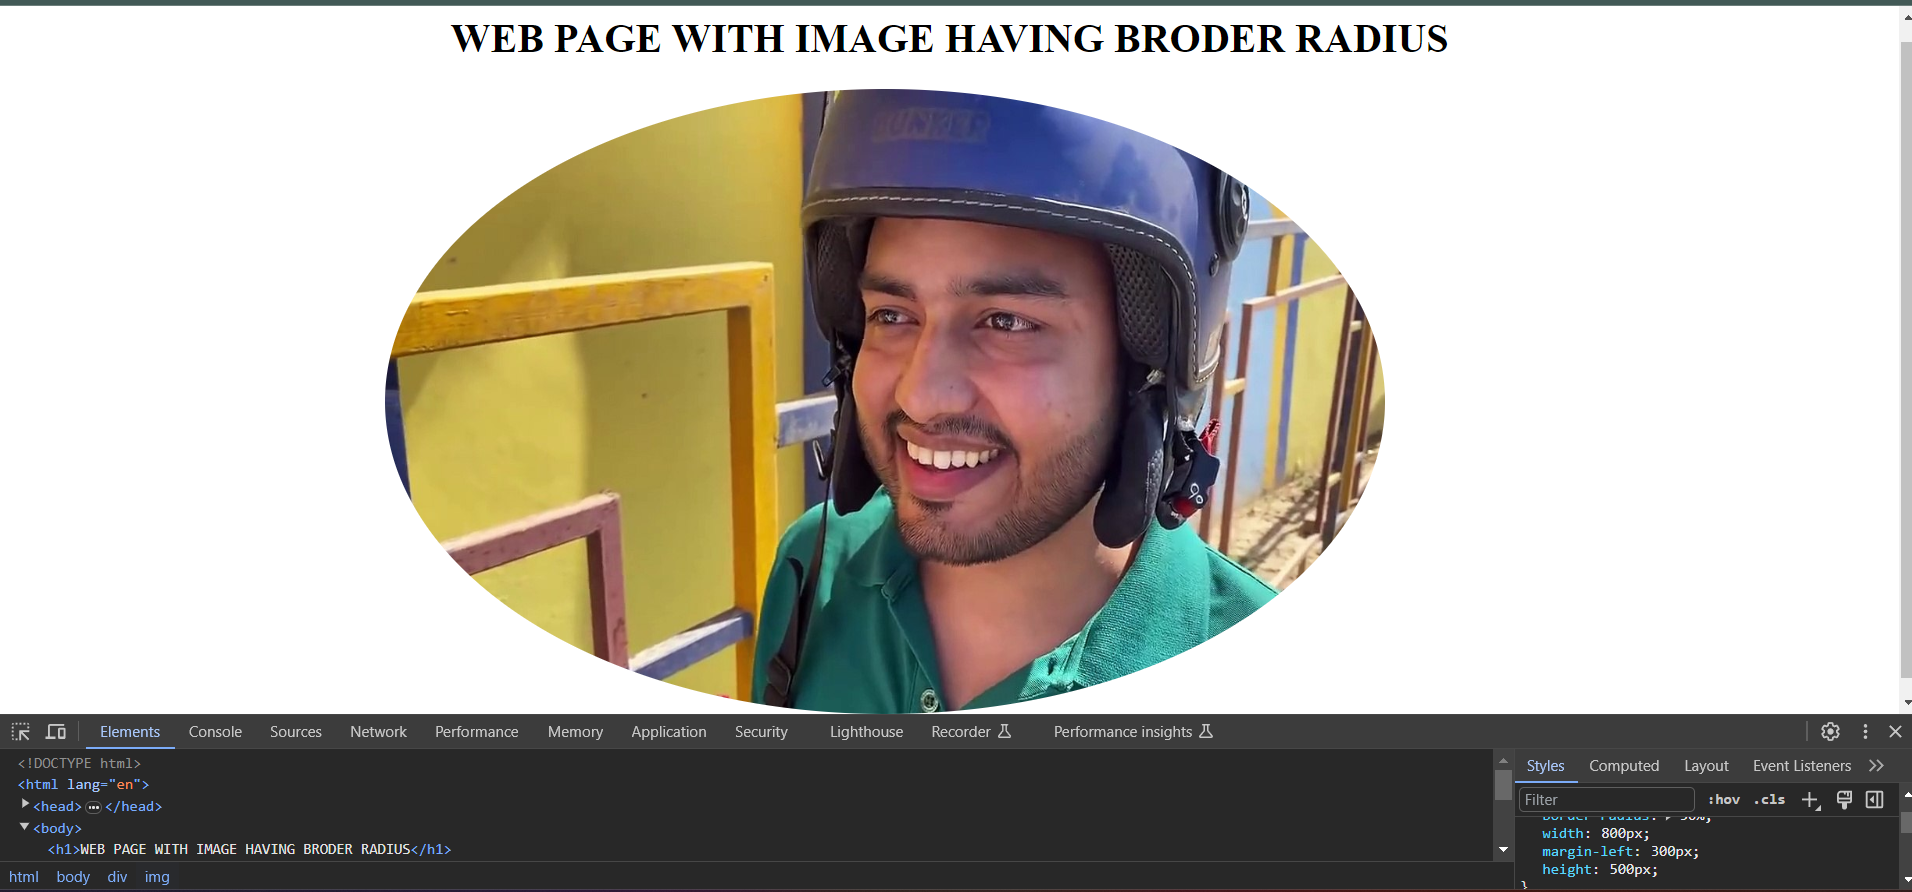 WEB PAGE WITH IMAGE HAVING BRODER RADIUS
Elements Console Sources Network Performance Memory Application Security Lighthouse Recorder Performance insights
<!DOCTYPE html>
<html lang="en">
<head> ••• </head>
<body>
<h1>WEB PAGE WITH IMAGE HAVING BRODER RADIUS</h1>
html body div img
Styles Computed Layout Event Listeners
Filter :hov .cls
width: 800px;
margin-left: 300px;
height: 500px;
}